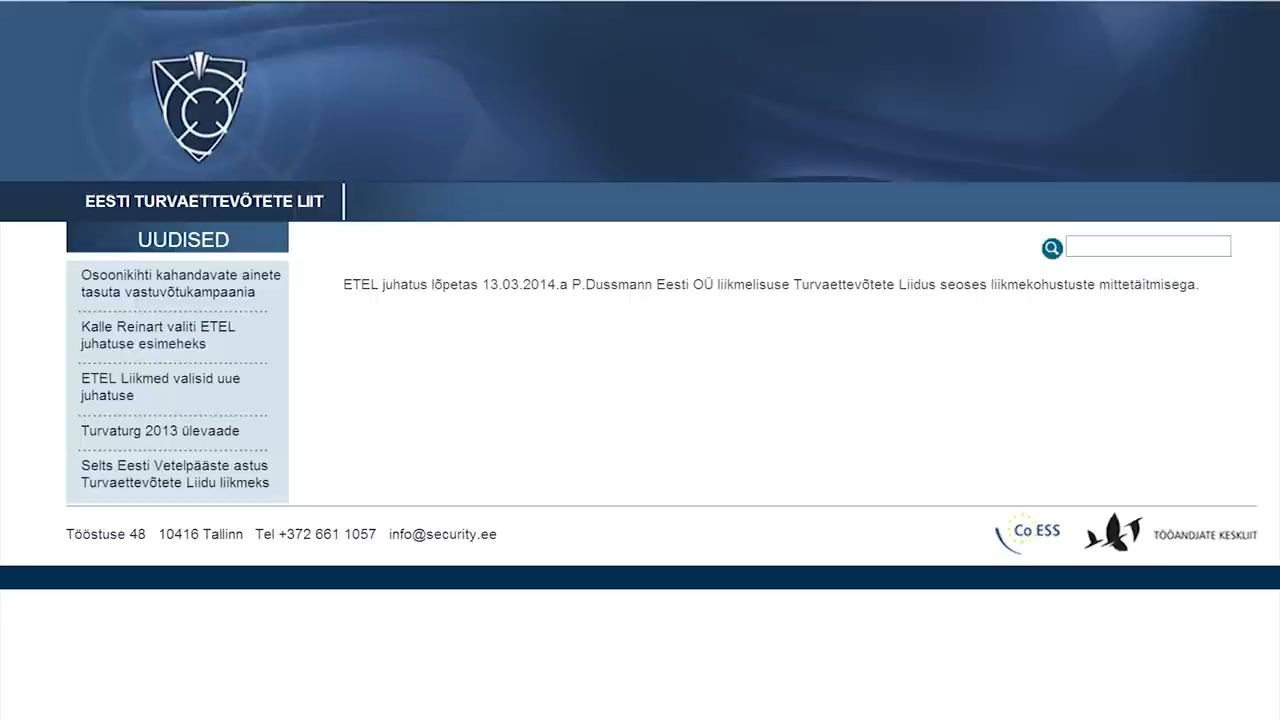 EESTI TURVAETTEVÕTETE LIIT
UUDISED
Osoonikihti kahandavate ainete
tasuta vastuvõtukampaania
Kalle Reinart valiti ETEL
juhatuse esimeheks
ETEL Liikmed valisid uue
juhatuse
Turvaturg 2013 ülevaade
Selts Eesti Vetelpääste astus
Turvaettevõtete Liidu liikmeks
ETEL juhatus lõpetas 13.03.2014.a P.Dussmann Eesti OÜ liikmelisuse Turvaettevõtete Liidus seoses liikmekohustuste mittetäitmisega.
Tööstuse 48 10416 Tallinn Tel +372 661 1057 info@security.ee
CoESS
TÖÖANDJATE KESKLIIT